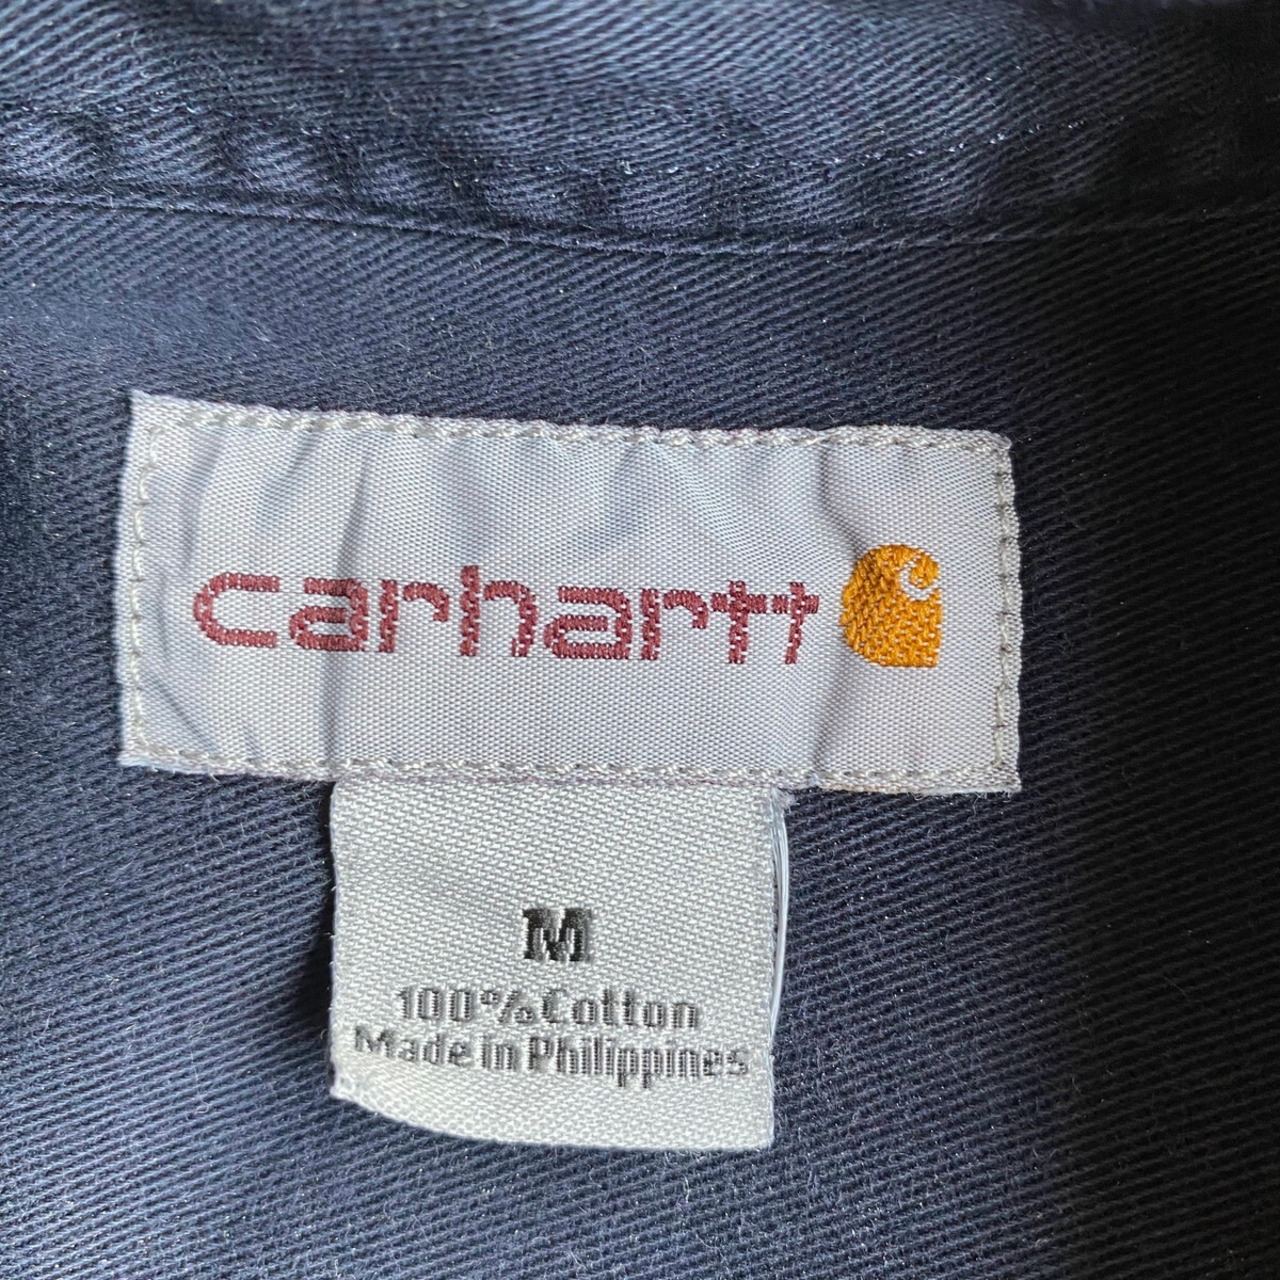 carhartt
M
100% Cotton
Made in Philippines